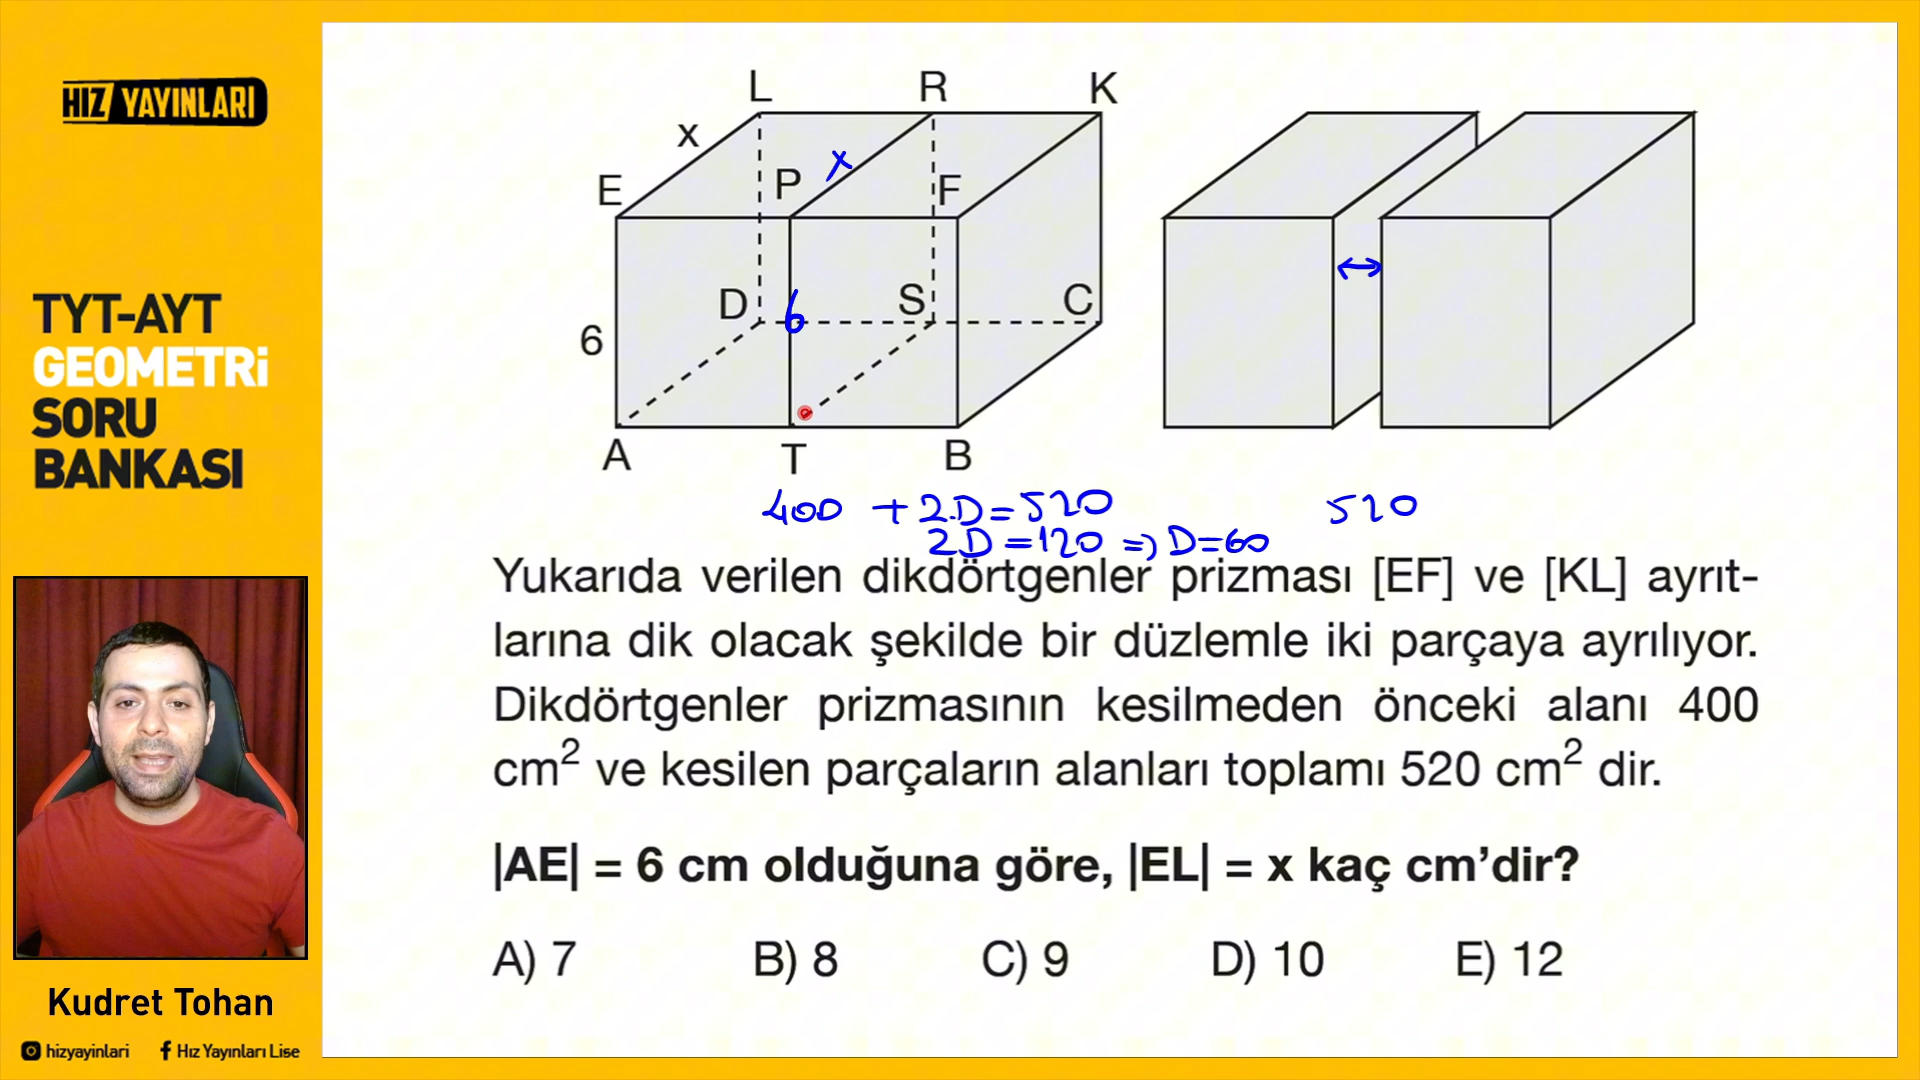 HIZ YAYINLARI
TYT-AYT
GEOMETRİ
SORU
BANKASI
Kudret Tohan
hizyayinlari
Hız Yayınları Lise
L R K
x
x
E P F
D 6 S C
6
A T B
400 + 2.D = 520
520
2D = 120 => D = 60
Yukarıda verilen dikdörtgenler prizması [EF] ve [KL] ayrıt-
larına dik olacak şekilde bir düzlemle iki parçaya ayrılıyor.
Dikdörtgenler prizmasının kesilmeden önceki alanı 400
cm² ve kesilen parçaların alanları toplamı 520 cm² dir.
|AE| = 6 cm olduğuna göre, |EL| = x kaç cm’dir?
A) 7 B) 8 C) 9 D) 10 E) 12